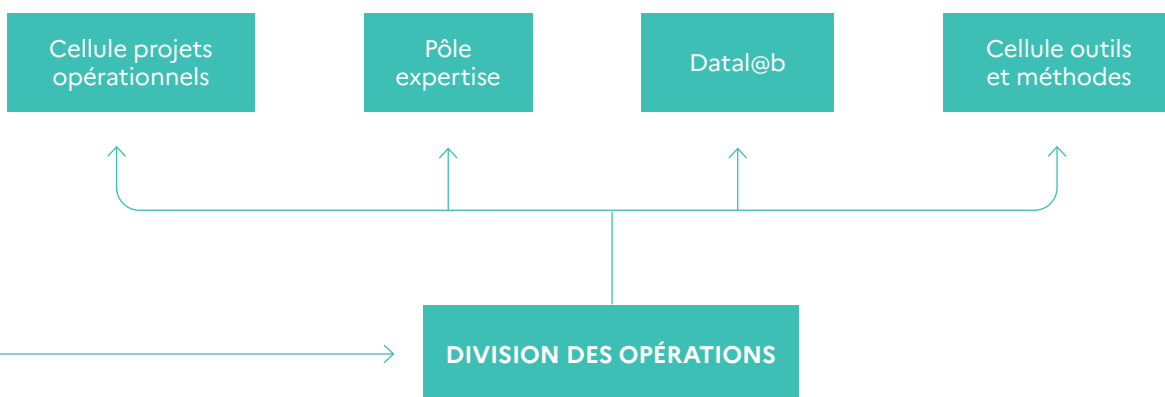 Cellule projets
opérationnels
Pôle
expertise
Datal@b
Cellule outils
et méthodes
DIVISION DES OPÉRATIONS